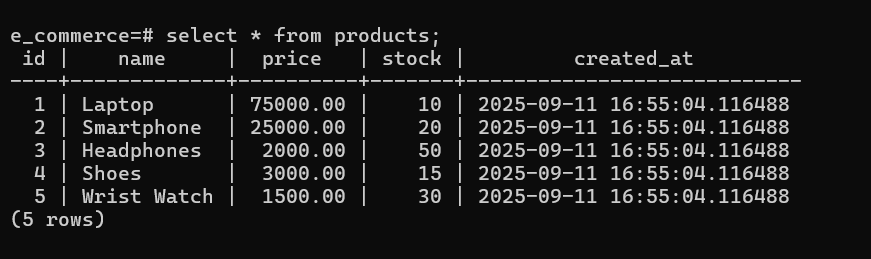 e_commerce=# select * from products;
 id |    name     |  price   | stock |         created_at
----+-------------+----------+-------+----------------------------
  1 | Laptop      | 75000.00 |    10 | 2025-09-11 16:55:04.116488
  2 | Smartphone  | 25000.00 |    20 | 2025-09-11 16:55:04.116488
  3 | Headphones  |  2000.00 |    50 | 2025-09-11 16:55:04.116488
  4 | Shoes       |  3000.00 |    15 | 2025-09-11 16:55:04.116488
  5 | Wrist Watch |  1500.00 |    30 | 2025-09-11 16:55:04.116488
(5 rows)